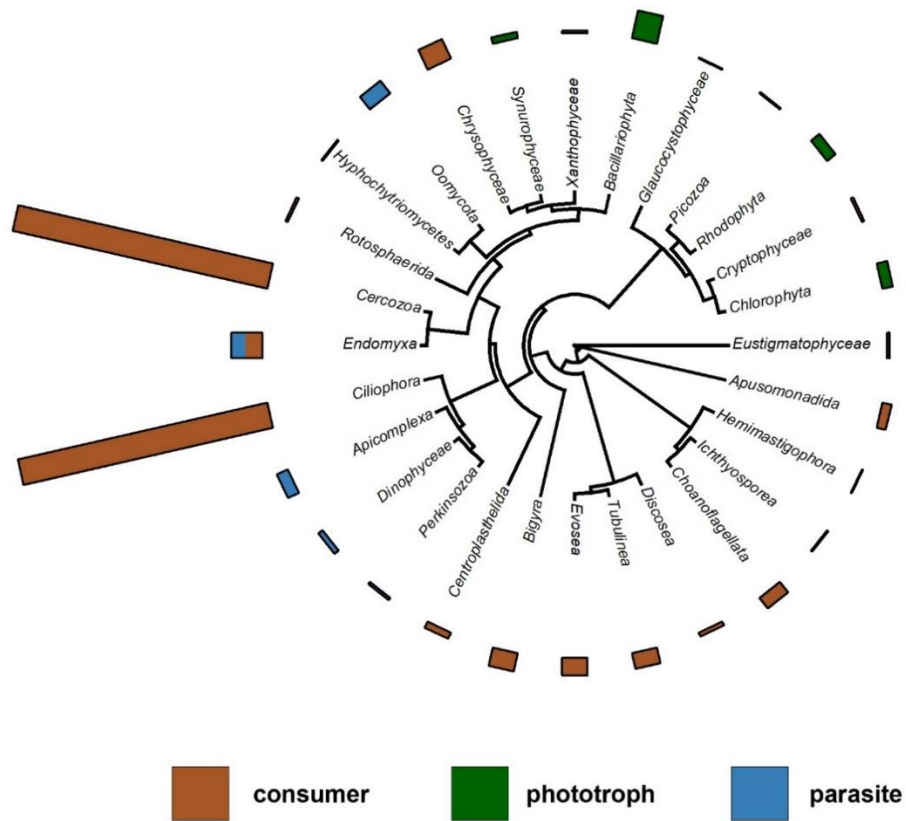 Hyphochytriomycetes
Oomycota
Chrysophyceae
Synurophyceae
Xanthophyceae
Bacillariophyta
Glaucocystophyceae
Picozoa
Rhodophyta
Cryptophyceae
Chlorophyta
Eustigmatophyceae
Apusomonadida
Hemimastigophora
Ichthyosporea
Choanoflagellata
Discosea
Tubulinea
Evosea
Bigyra
Centroplasthelida
Perkinsozoa
Dinophyceae
Apicomplexa
Ciliophora
Endomyxa
Cercozoa
Rotosphaerida
consumer
phototroph
parasite